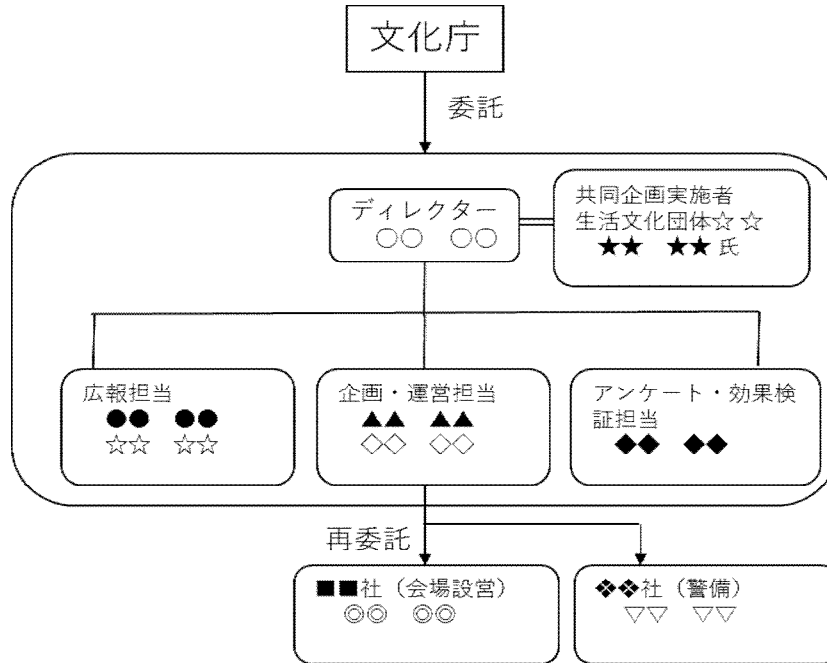 文化庁
委託
ディレクター
○○　○○
共同企画実施者
生活文化団体☆ ☆
★★　★★ 氏
広報担当
●●　●●
☆☆　☆☆
企画・運営担当
▲▲　▲▲
◇◇　◇◇
アンケート・効果検
証担当
◆◆　◆◆
再委託
■■社（会場設営）
◎◎　◎◎
❖❖社（警備）
▽▽　▽▽